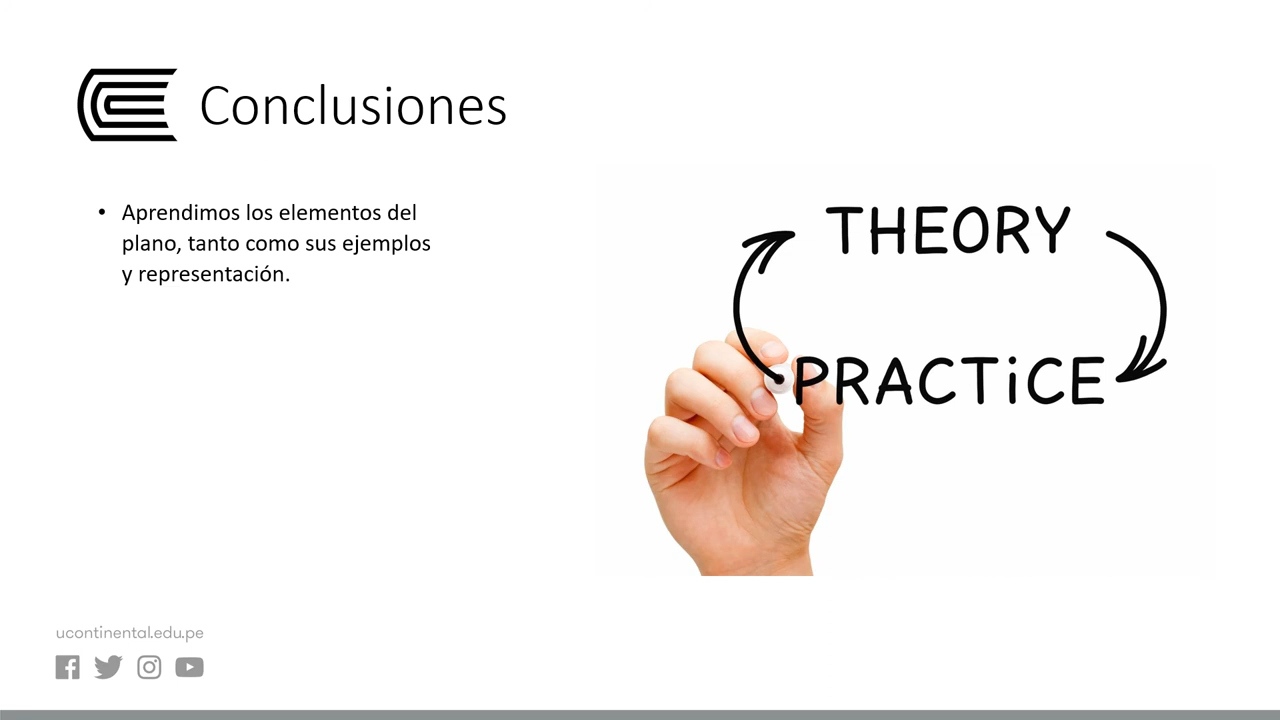 Conclusiones
• Aprendimos los elementos del
plano, tanto como sus ejemplos
y representación.
THEORY
PRACTiCE
ucontinental.edu.pe